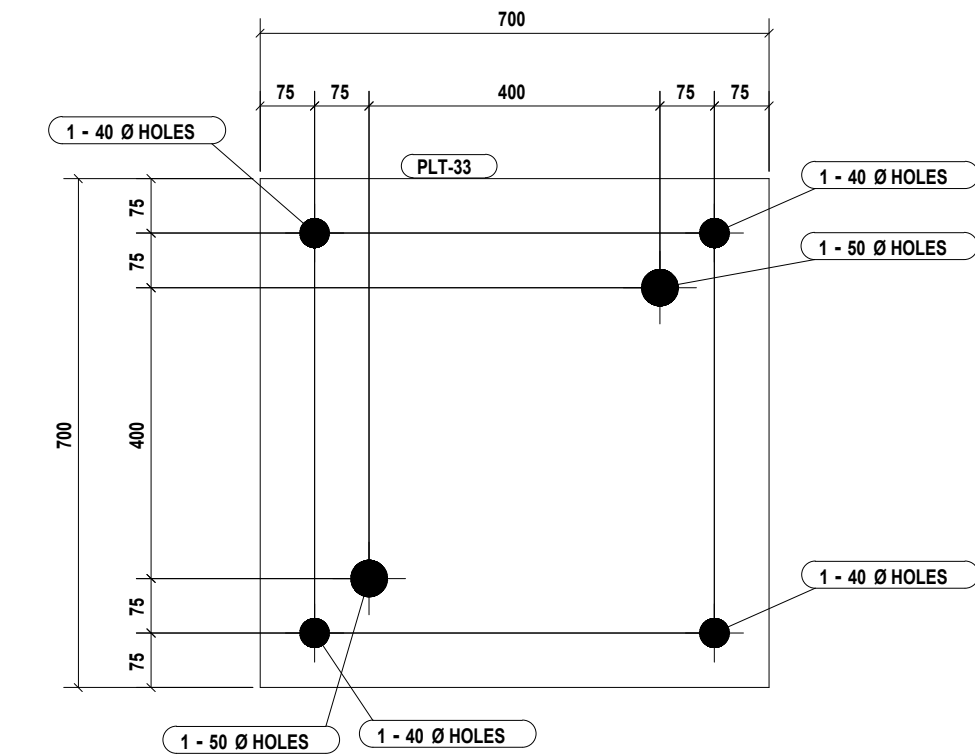 700
75 75 400 75 75
1 - 40 Ø HOLES
PLT-33
1 - 40 Ø HOLES
75
1 - 50 Ø HOLES
75
700
400
1 - 40 Ø HOLES
75
75
1 - 50 Ø HOLES
1 - 40 Ø HOLES